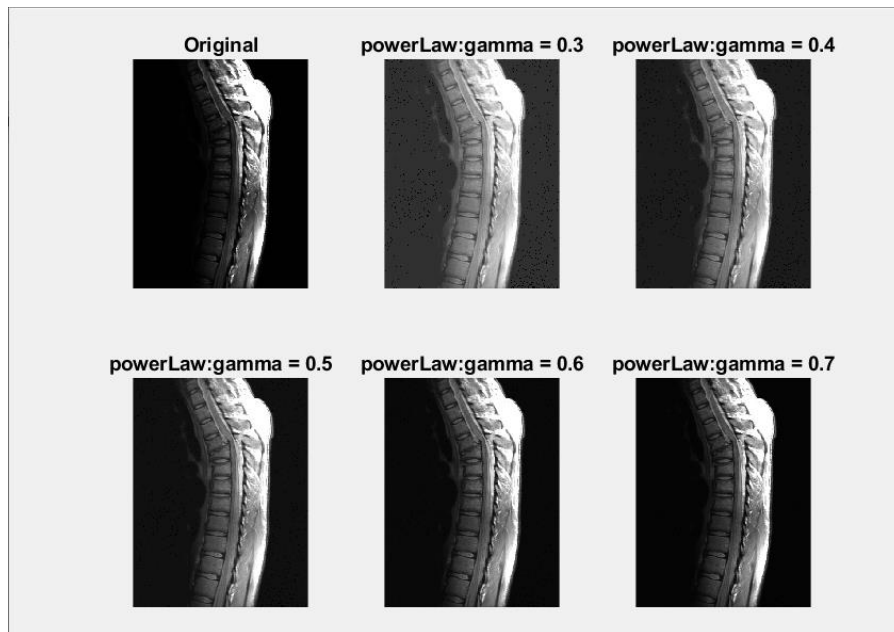 Original
powerLaw:gamma = 0.3
powerLaw:gamma = 0.4
powerLaw:gamma = 0.5
powerLaw:gamma = 0.6
powerLaw:gamma = 0.7